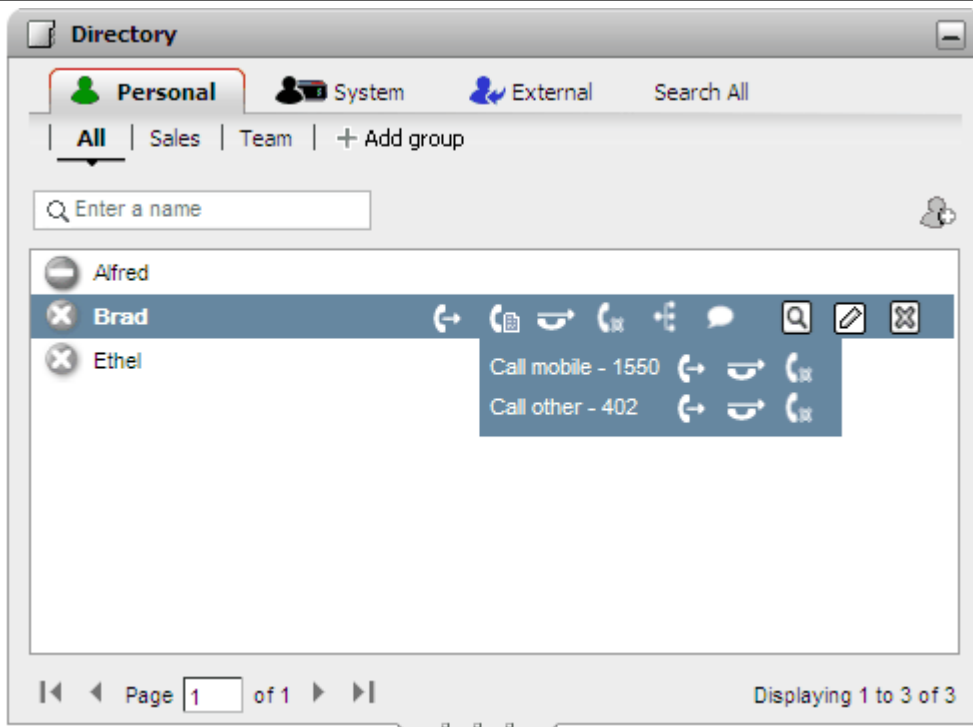 Directory
Personal System External Search All
All | Sales | Team | + Add group
Enter a name
Alfred
Brad
Call mobile - 1550
Call other - 402
Ethel
Page 1 of 1 Displaying 1 to 3 of 3